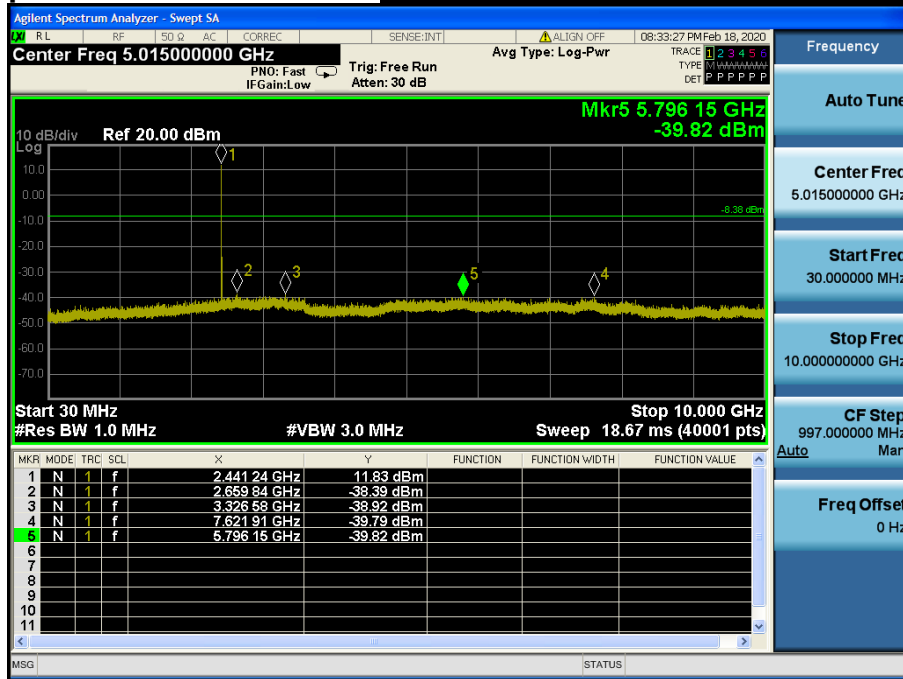 Agilent Spectrum Analyzer - Swept SA
LXI RL RF 50 Ω AC CORREC SENSE:INT ALIGN OFF 08:33:27 PM Feb 18, 2020
Center Freq 5.015000000 GHz
PNO: Fast
IFGain:Low
Trig: Free Run
Atten: 30 dB
Avg Type: Log-Pwr
TRACE 1 2 3 4 5 6
TYPE M W W W W W
DET P P P P P P
Frequency
Auto Tune
Center Freq
5.015000000 GHz
Start Freq
30.000000 MHz
Stop Freq
10.000000000 GHz
CF Step
997.000000 MHz
Auto Man
Freq Offset
0 Hz
Mkr5 5.796 15 GHz
-39.82 dBm
10 dB/div Ref 20.00 dBm
Log
10.0
0.00
-10.0
-20.0
-30.0
-40.0
-50.0
-60.0
-70.0
1
2
3
5
4
-8.36 dBm
Start 30 MHz Stop 10.000 GHz
#Res BW 1.0 MHz #VBW 3.0 MHz Sweep 18.67 ms (40001 pts)
MKR MODE TRC SCL X Y FUNCTION FUNCTION WIDTH FUNCTION VALUE
1 N 1 f 2.441 24 GHz 11.83 dBm
2 N 1 f 2.659 84 GHz -38.39 dBm
3 N 1 f 3.326 58 GHz -38.92 dBm
4 N 1 f 7.621 91 GHz -39.79 dBm
5 N 1 f 5.796 15 GHz -39.82 dBm
6
7
8
9
10
11
MSG STATUS